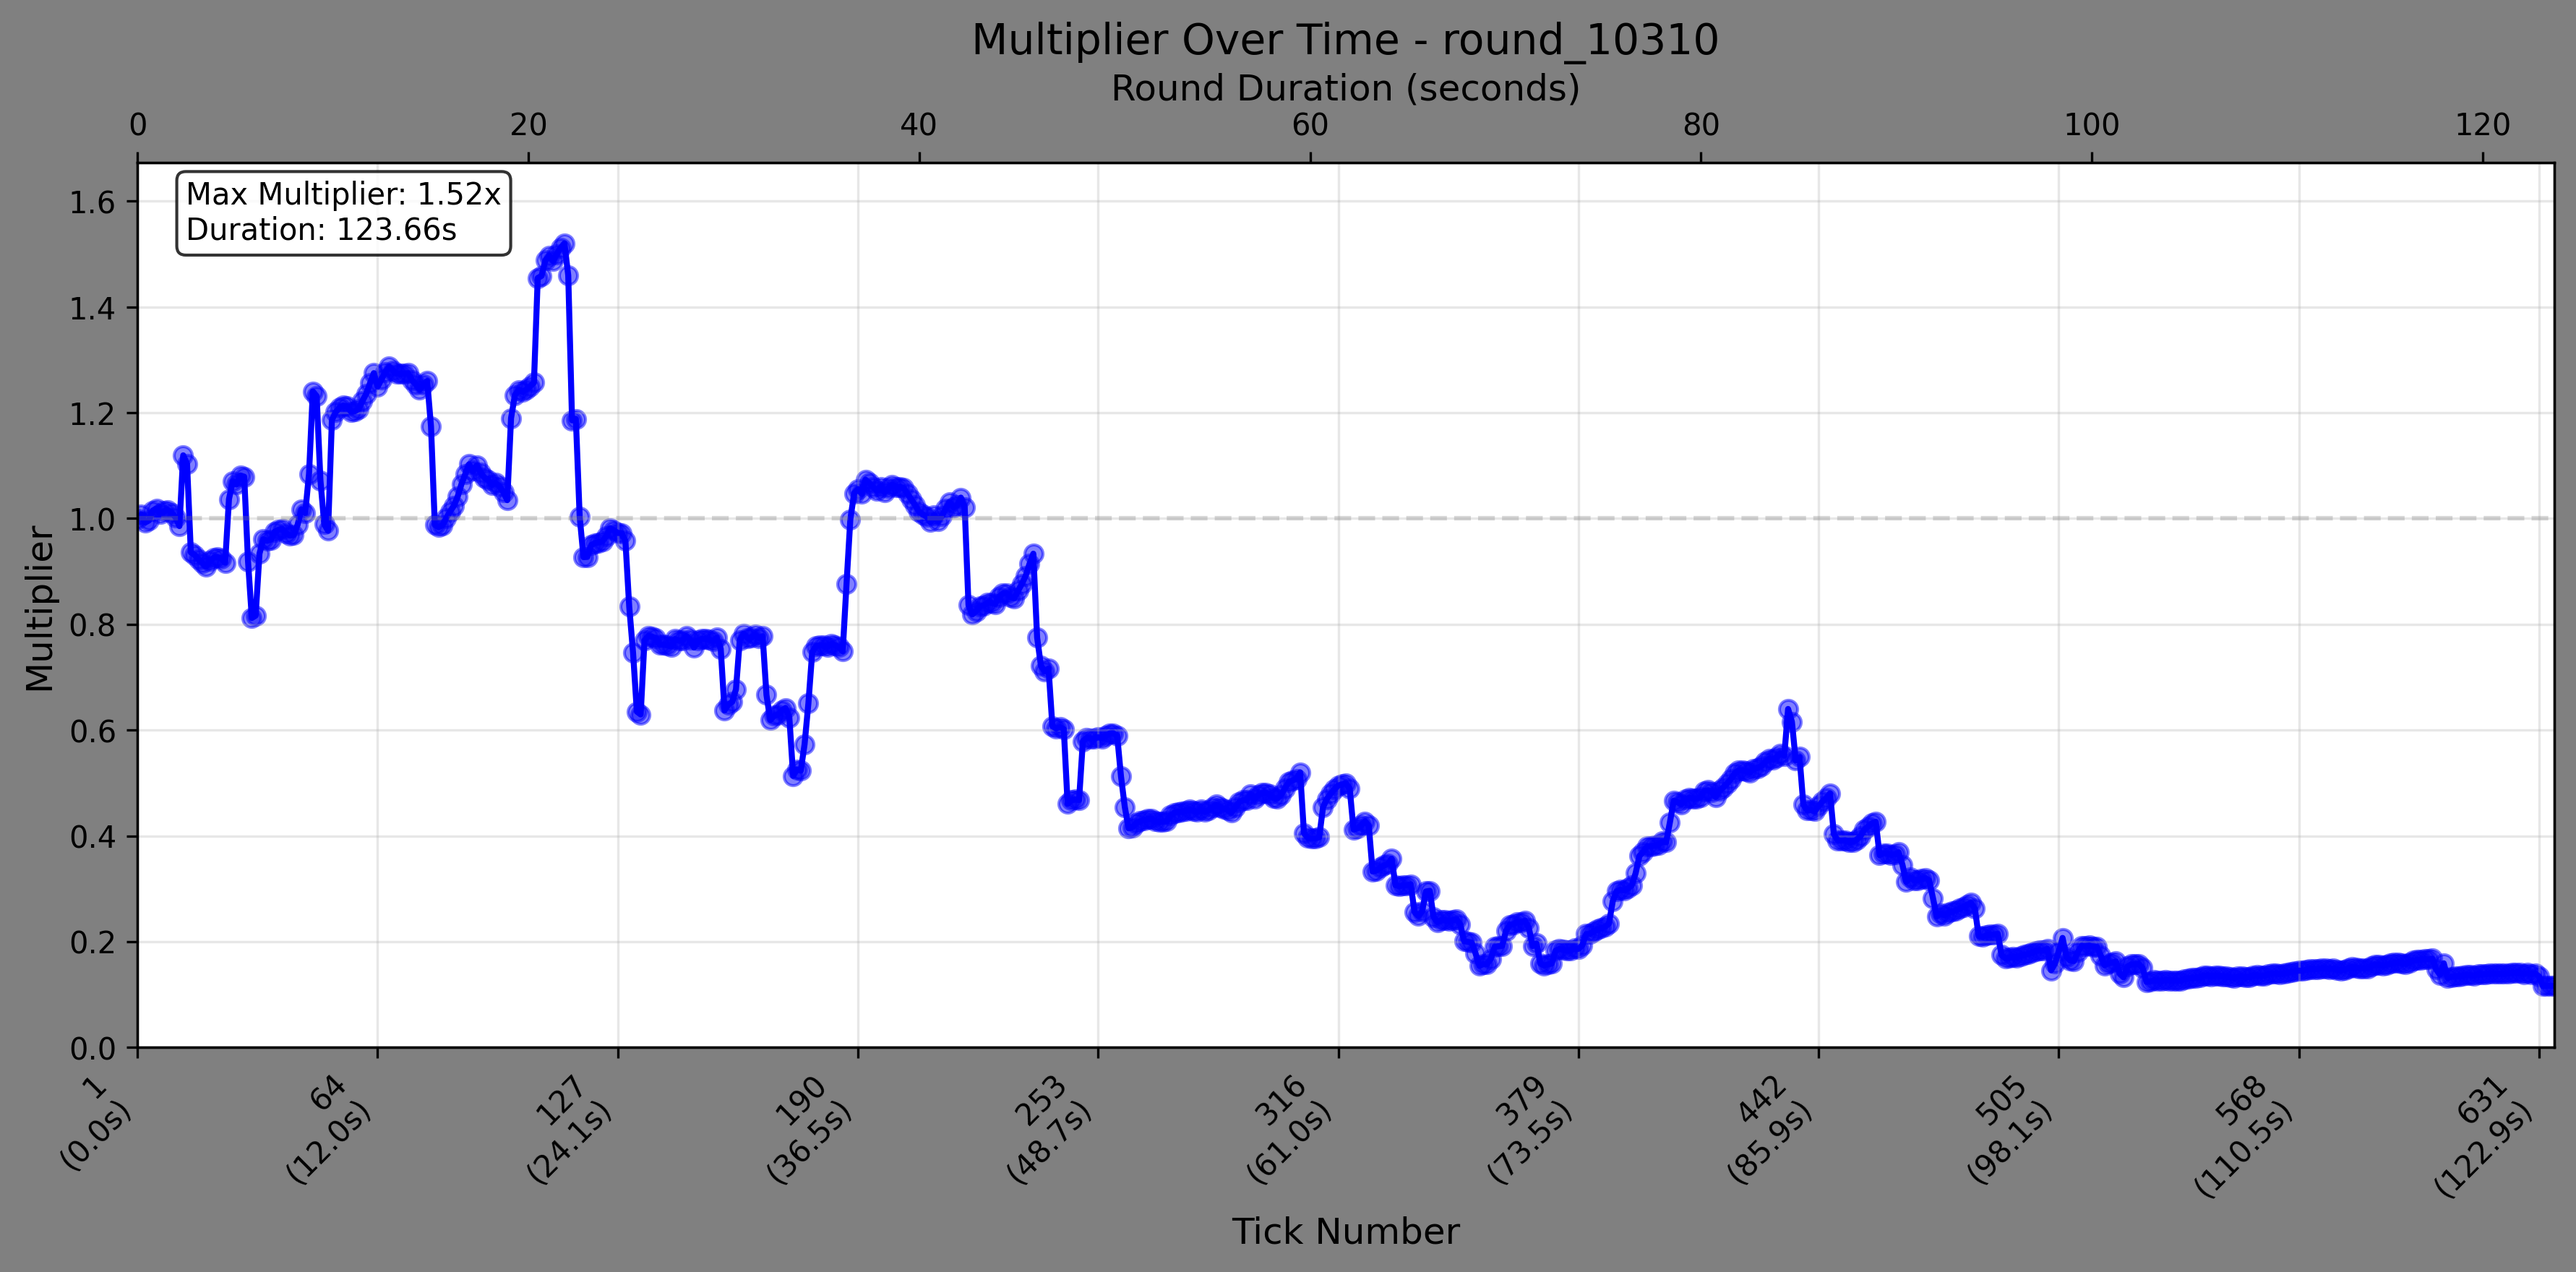 Multiplier Over Time - round_10310
Round Duration (seconds)
0 20 40 60 80 100 120
Max Multiplier: 1.52x
Duration: 123.66s
Multiplier
1.6
1.4
1.2
1.0
0.8
0.6
0.4
0.2
0.0
1
(0.0s)
64
(12.0s)
127
(24.1s)
190
(36.5s)
253
(48.7s)
316
(61.0s)
379
(73.5s)
442
(85.9s)
505
(98.1s)
568
(110.5s)
631
(122.9s)
Tick Number